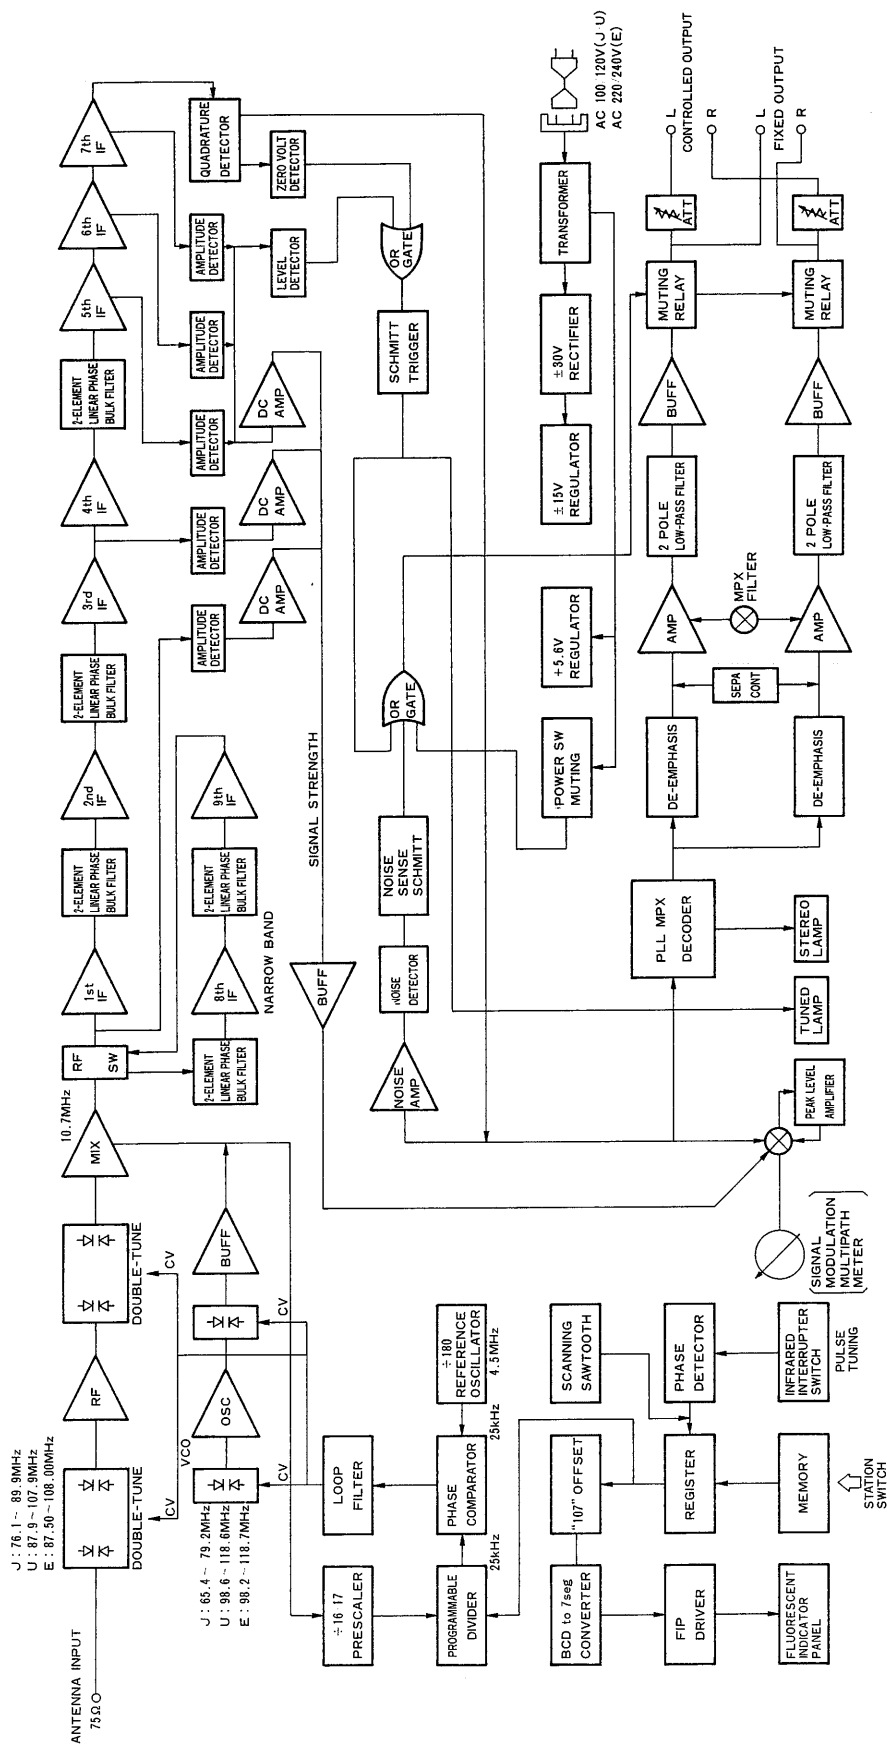 ANTENNA INPUT
75Ω
J : 76.1 ~ 89.9MHz
U : 87.9 ~ 107.9MHz
E : 87.50 ~ 108.00MHz
DOUBLE-TUNE
CV
RF
DOUBLE-TUNE
CV
MIX
10.7MHz
RF
SW
1st
IF
2-ELEMENT
LINEAR PHASE
BULK FILTER
2nd
IF
2-ELEMENT
LINEAR PHASE
BULK FILTER
3rd
IF
4th
IF
2-ELEMENT
LINEAR PHASE
BULK FILTER
5th
IF
6th
IF
7th
IF
J : 65.4 ~ 79.2MHz
U : 98.6 ~ 118.6MHz
E : 98.2 ~ 118.7MHz
VCO
CV
OSC
CV
BUFF
2-ELEMENT
LINEAR PHASE
BULK FILTER
8th
IF
2-ELEMENT
LINEAR PHASE
BULK FILTER
9th
IF
NARROW BAND
AMPLITUDE
DETECTOR
AMPLITUDE
DETECTOR
AMPLITUDE
DETECTOR
AMPLITUDE
DETECTOR
AMPLITUDE
DETECTOR
QUADRATURE
DETECTOR
DC
AMP
DC
AMP
DC
AMP
LEVEL
DETECTOR
ZERO VOLT
DETECTOR
SIGNAL STRENGTH
BUFF
÷16 17
PRESCALER
LOOP
FILTER
NOISE
AMP
NOISE
DETECTOR
NOISE
SENSE
SCHMITT
OR
GATE
SCHMITT
TRIGGER
OR
GATE
PROGRAMMABLE
DIVIDER
25kHz
PHASE
COMPARATOR
25kHz
÷180
REFERENCE
OSCILLATOR
4.5MHz
POWER SW
MUTING
+5.6V
REGULATOR
±15V
REGULATOR
±30V
RECTIFIER
TRANSFORMER
AC 100 120V(J·U)
AC 220/240V(E)
BCD to 7seg
CONVERTER
"107" OFFSET
SCANNING
SAWTOOTH
FIP
DRIVER
REGISTER
PHASE
DETECTOR
PLL MPX
DECODER
DE-EMPHASIS
AMP
2 POLE
LOW-PASS FILTER
BUFF
MUTING
RELAY
ATT
L
CONTROLLED OUTPUT
R
SEPA
CONT
MPX
FILTER
L
FIXED OUTPUT
R
FLUORESCENT
INDICATOR
PANEL
MEMORY
STATION
SWITCH
INFRARED
INTERRUPTER
SWITCH
PULSE
TUNING
SIGNAL
MODULATION
MULTIPATH
METER
PEAK LEVEL
AMPLIFIER
TUNED
LAMP
STEREO
LAMP
DE-EMPHASIS
AMP
2 POLE
LOW-PASS FILTER
BUFF
MUTING
RELAY
ATT